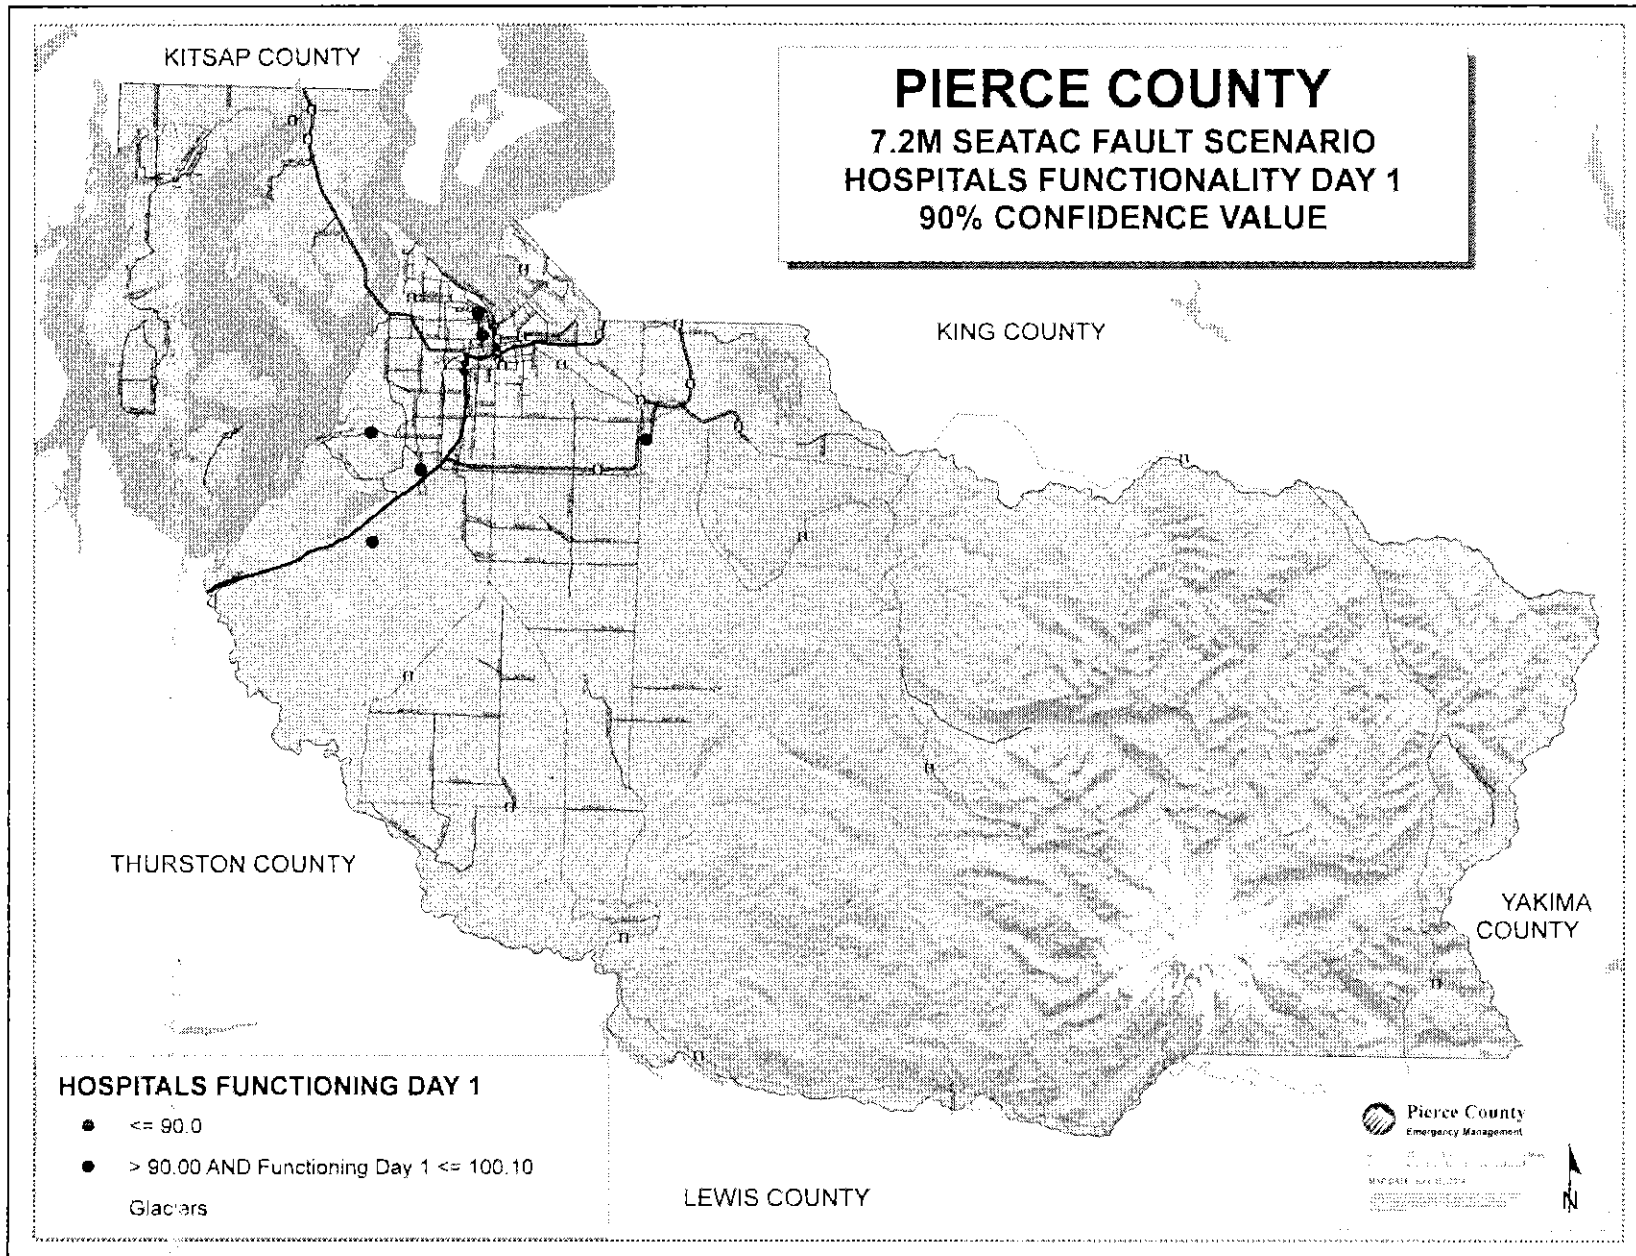 KITSAP COUNTY
PIERCE COUNTY
7.2M SEATAC FAULT SCENARIO
HOSPITALS FUNCTIONALITY DAY 1
90% CONFIDENCE VALUE
KING COUNTY
THURSTON COUNTY
YAKIMA
COUNTY
HOSPITALS FUNCTIONING DAY 1
<= 90.0
> 90.00 AND Functioning Day 1 <= 100.10
Glaciers
LEWIS COUNTY
Pierce County
Emergency Management
N